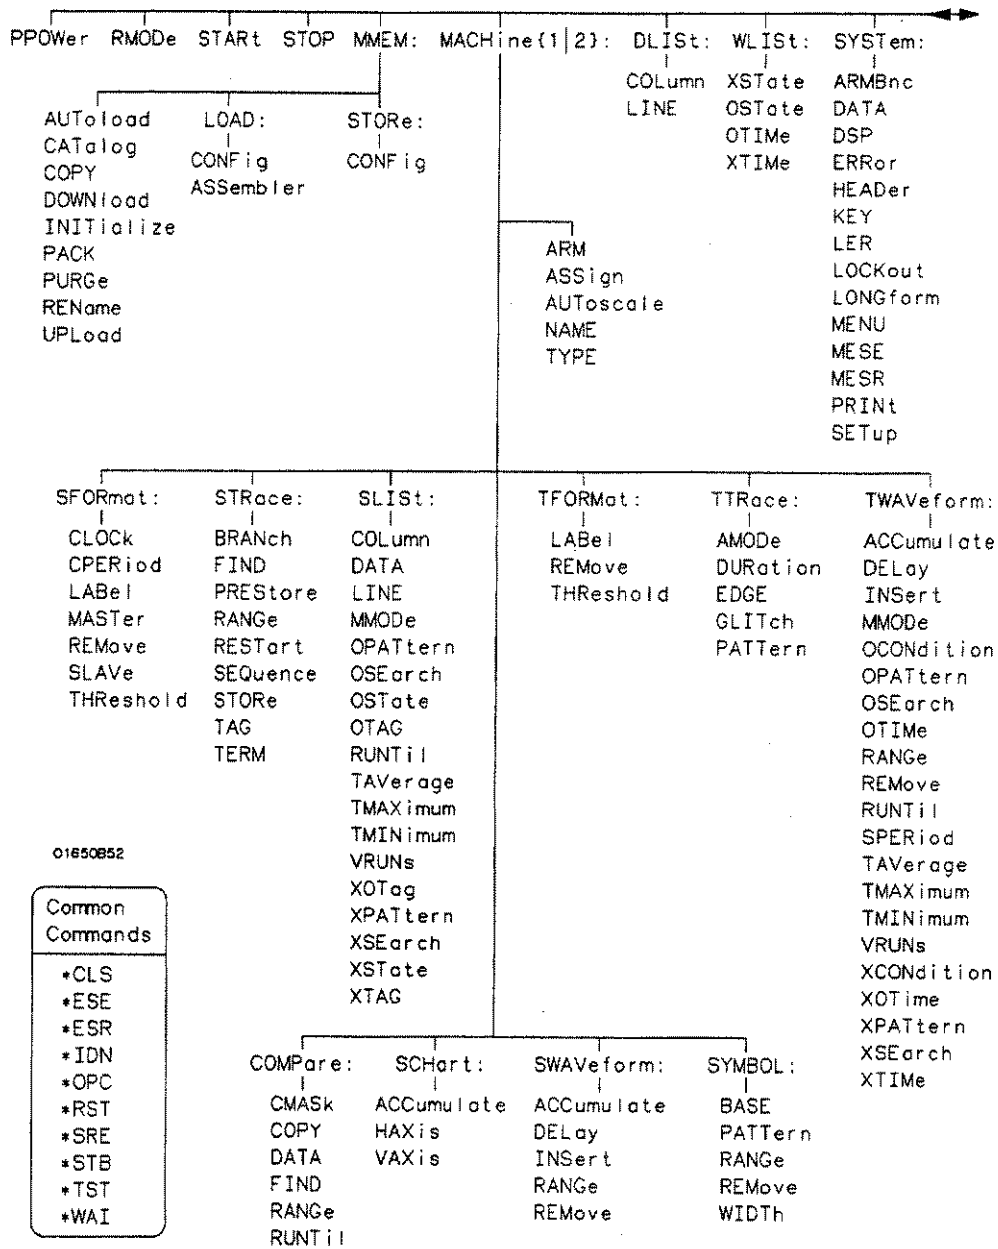 PPOWer RMODe STARt STOP MMEM: MACHine{1|2}: DLISt: WLISt: SYSTem:
COLumn
LINE
XSTate
OSTate
OTIMe
XTIMe
ARMBnc
DATA
DSP
ERRor
HEADer
KEY
LER
LOCKout
LONGform
MENU
MESE
MESR
PRINt
SETup
AUToload
CATalog
COPY
DOWNload
INITialize
PACK
PURGe
REName
UPLoad
LOAD:
CONFig
ASSembler
STORe:
CONFig
ARM
ASSign
AUToscale
NAME
TYPE
SFORmat:
CLOCk
CPERiod
LABel
MASTer
REMove
SLAVe
THReshold
STRace:
BRANch
FIND
PREStore
RANGe
RESTart
SEQuence
STORe
TAG
TERM
SLISt:
COLumn
DATA
LINE
MMODe
OPATtern
OSEarch
OSTate
OTAG
RUNTil
TAVerage
TMAXimum
TMINimum
VRUNs
XOTag
XPATtern
XSEarch
XSTate
XTAG
TFORMat:
LABel
REMove
THReshold
TTRace:
AMODe
DURation
EDGE
GLITch
PATTern
TWAVeform:
ACCumulate
DELay
INSert
MMODe
OCONdition
OPATtern
OSEarch
OTIMe
RANGe
REMove
RUNTil
SPERiod
TAVerage
TMAXimum
TMINimum
VRUNs
XCONdition
XOTime
XPATtern
XSEarch
XTIMe
01650B52
Common
Commands
*CLS
*ESE
*ESR
*IDN
*OPC
*RST
*SRE
*STB
*TST
*WAI
COMPare:
CMASk
COPY
DATA
FIND
RANGe
RUNTil
SCHart:
ACCumulate
HAXis
VAXis
SWAVeform:
ACCumulate
DELay
INSert
RANGe
REMove
SYMBOL:
BASE
PATTern
RANGe
REMove
WIDTh